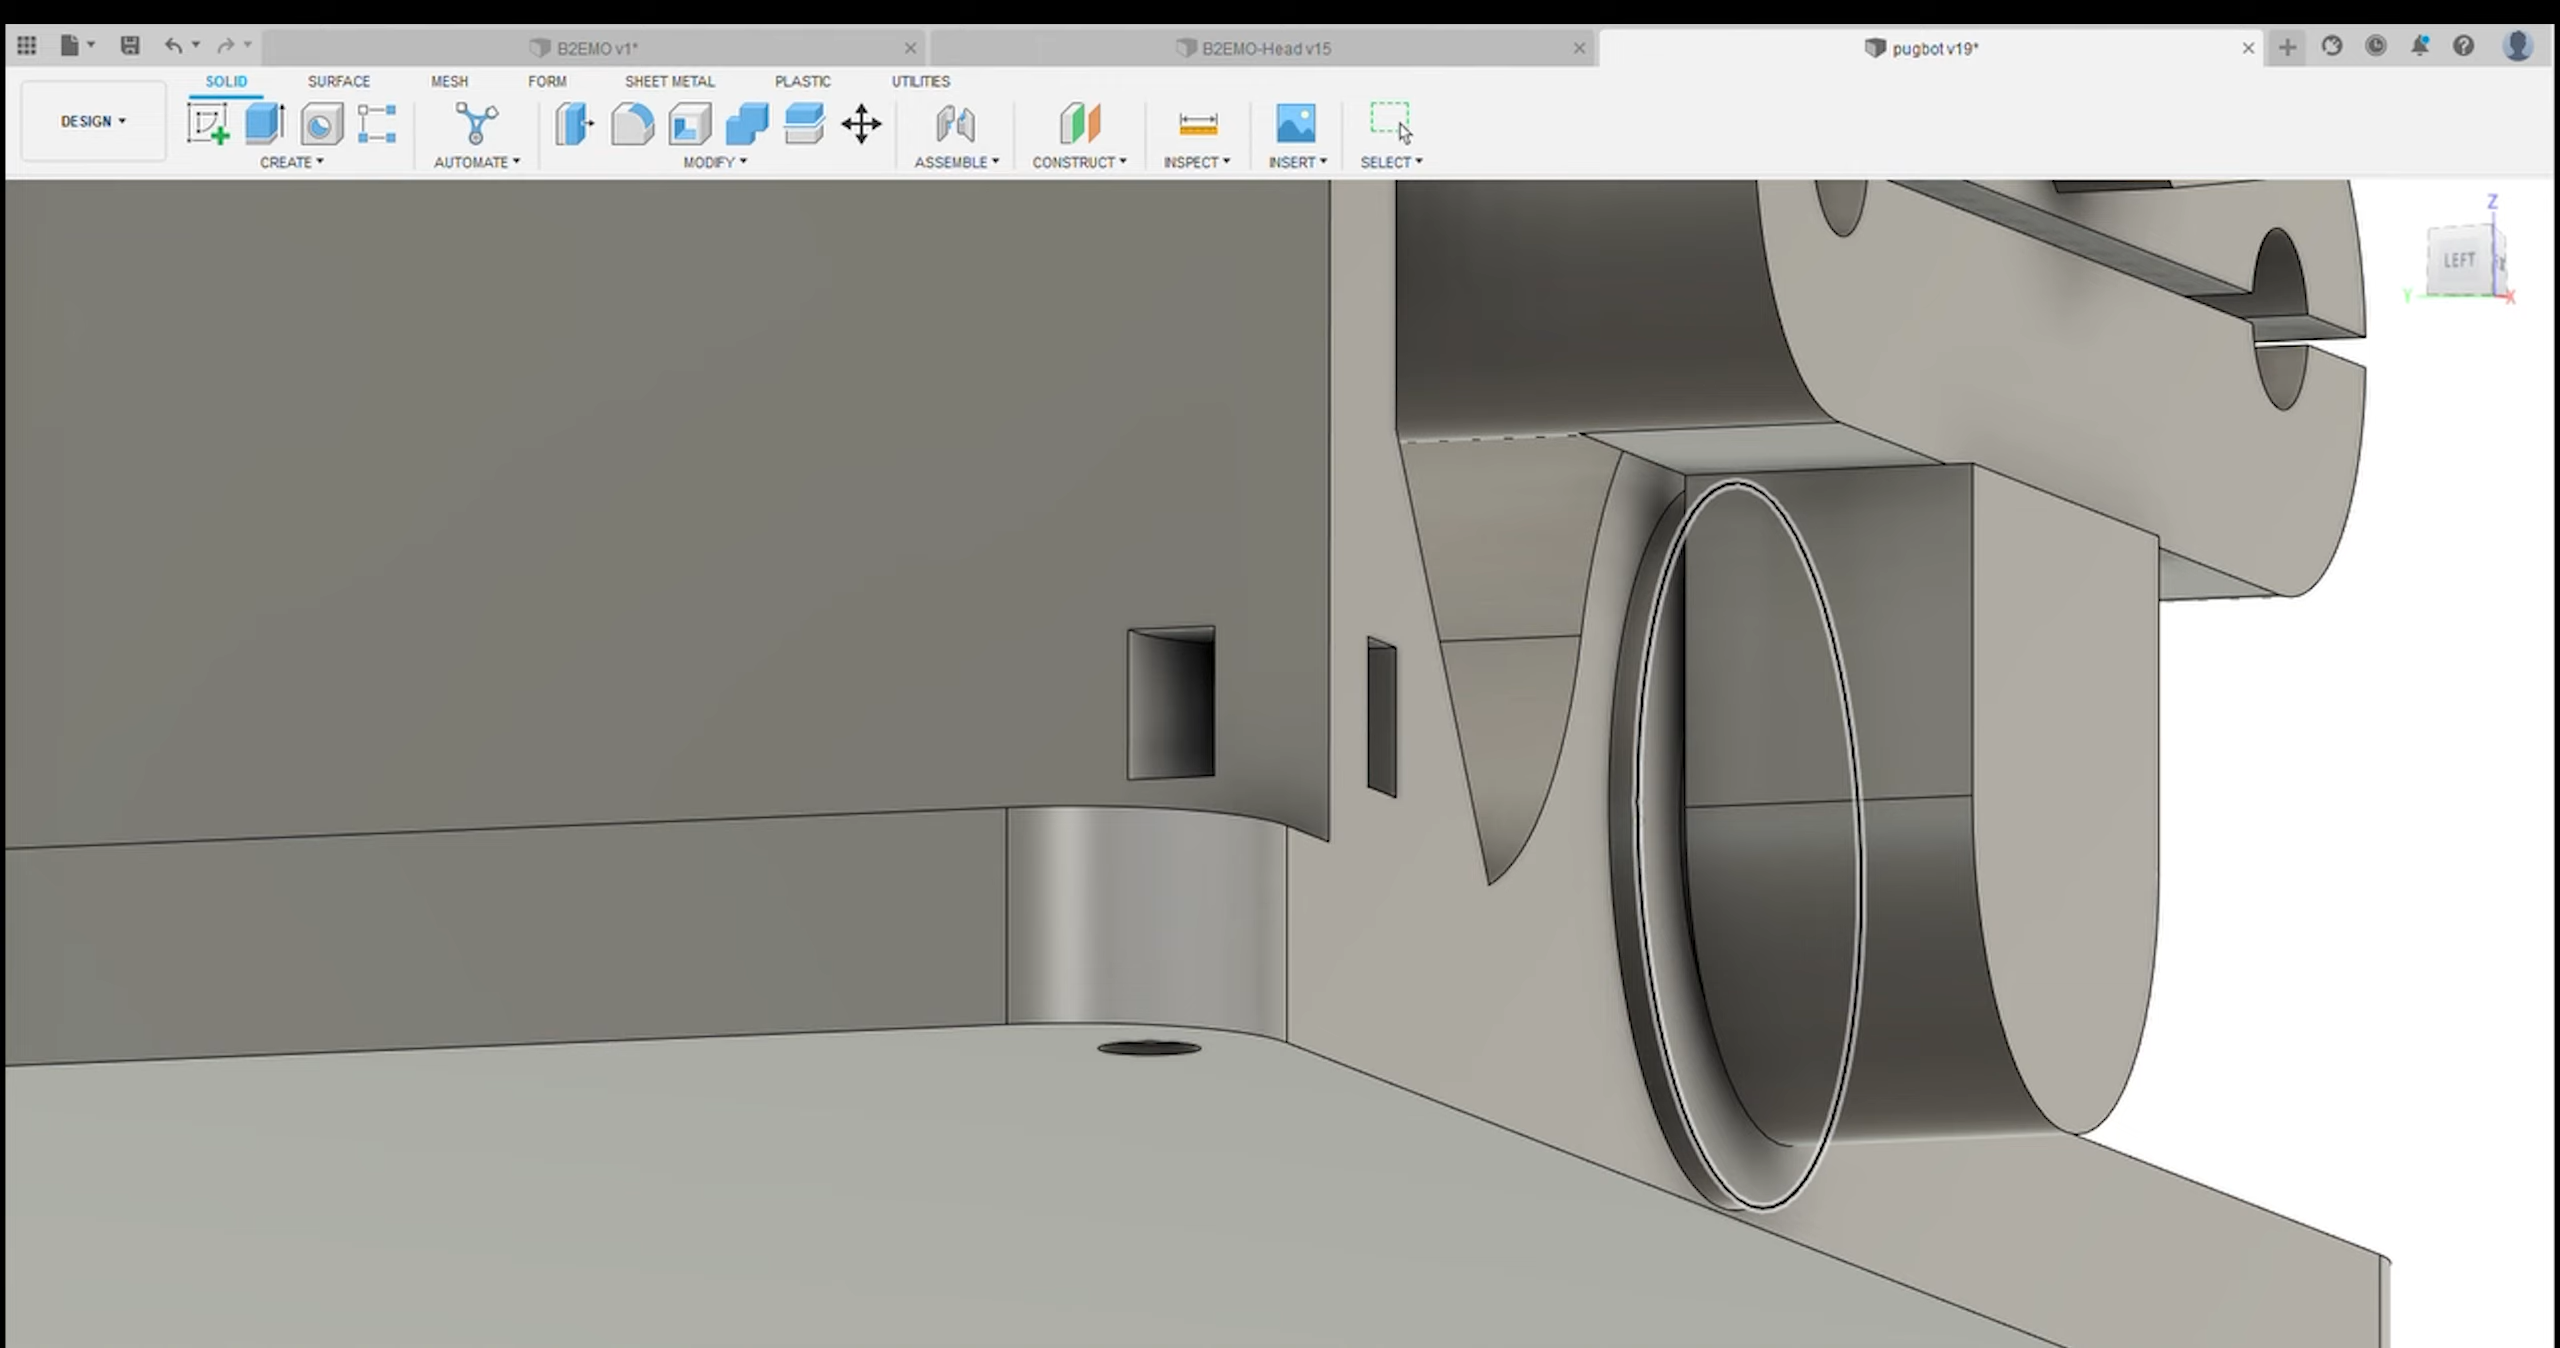 B2EMO v1*
B2EMO-Head v15
pugbot v19*
SOLID SURFACE MESH FORM SHEET METAL PLASTIC UTILITIES
DESIGN
CREATE AUTOMATE MODIFY ASSEMBLE CONSTRUCT INSPECT INSERT SELECT
Z
LEFT
Y X